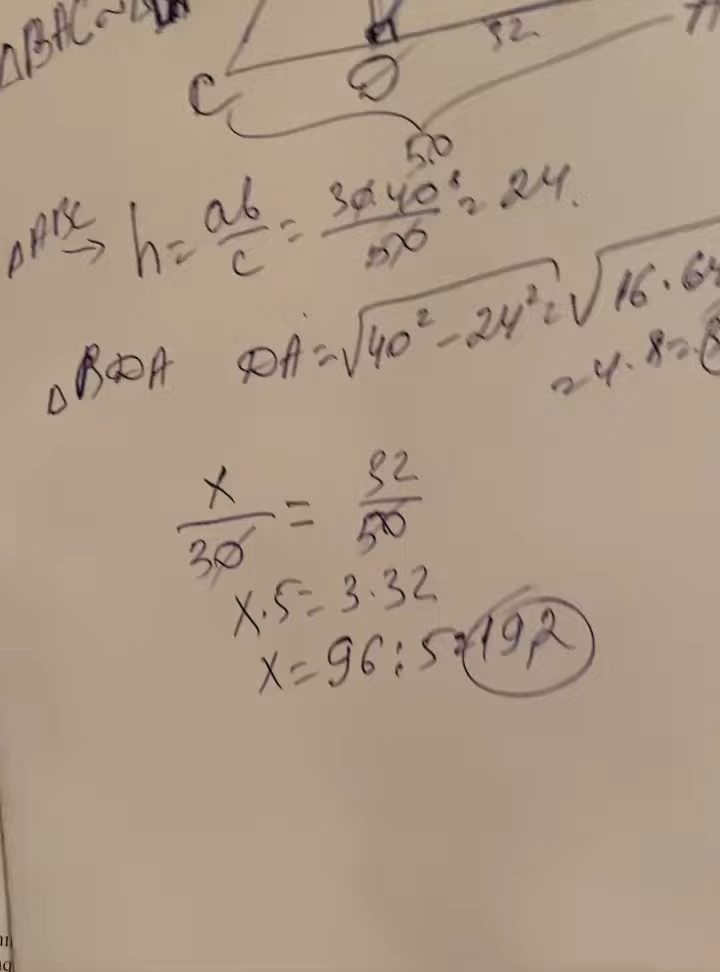 △BAC~
32
C
D
50
△ABC → h = ab/c = 30·40/50 = 24.
△BDA DA = √40² - 24² = √16·64
= 4·8 =
x/30 = 32/50
x·5 = 3·32
x = 96:5 = 19,2